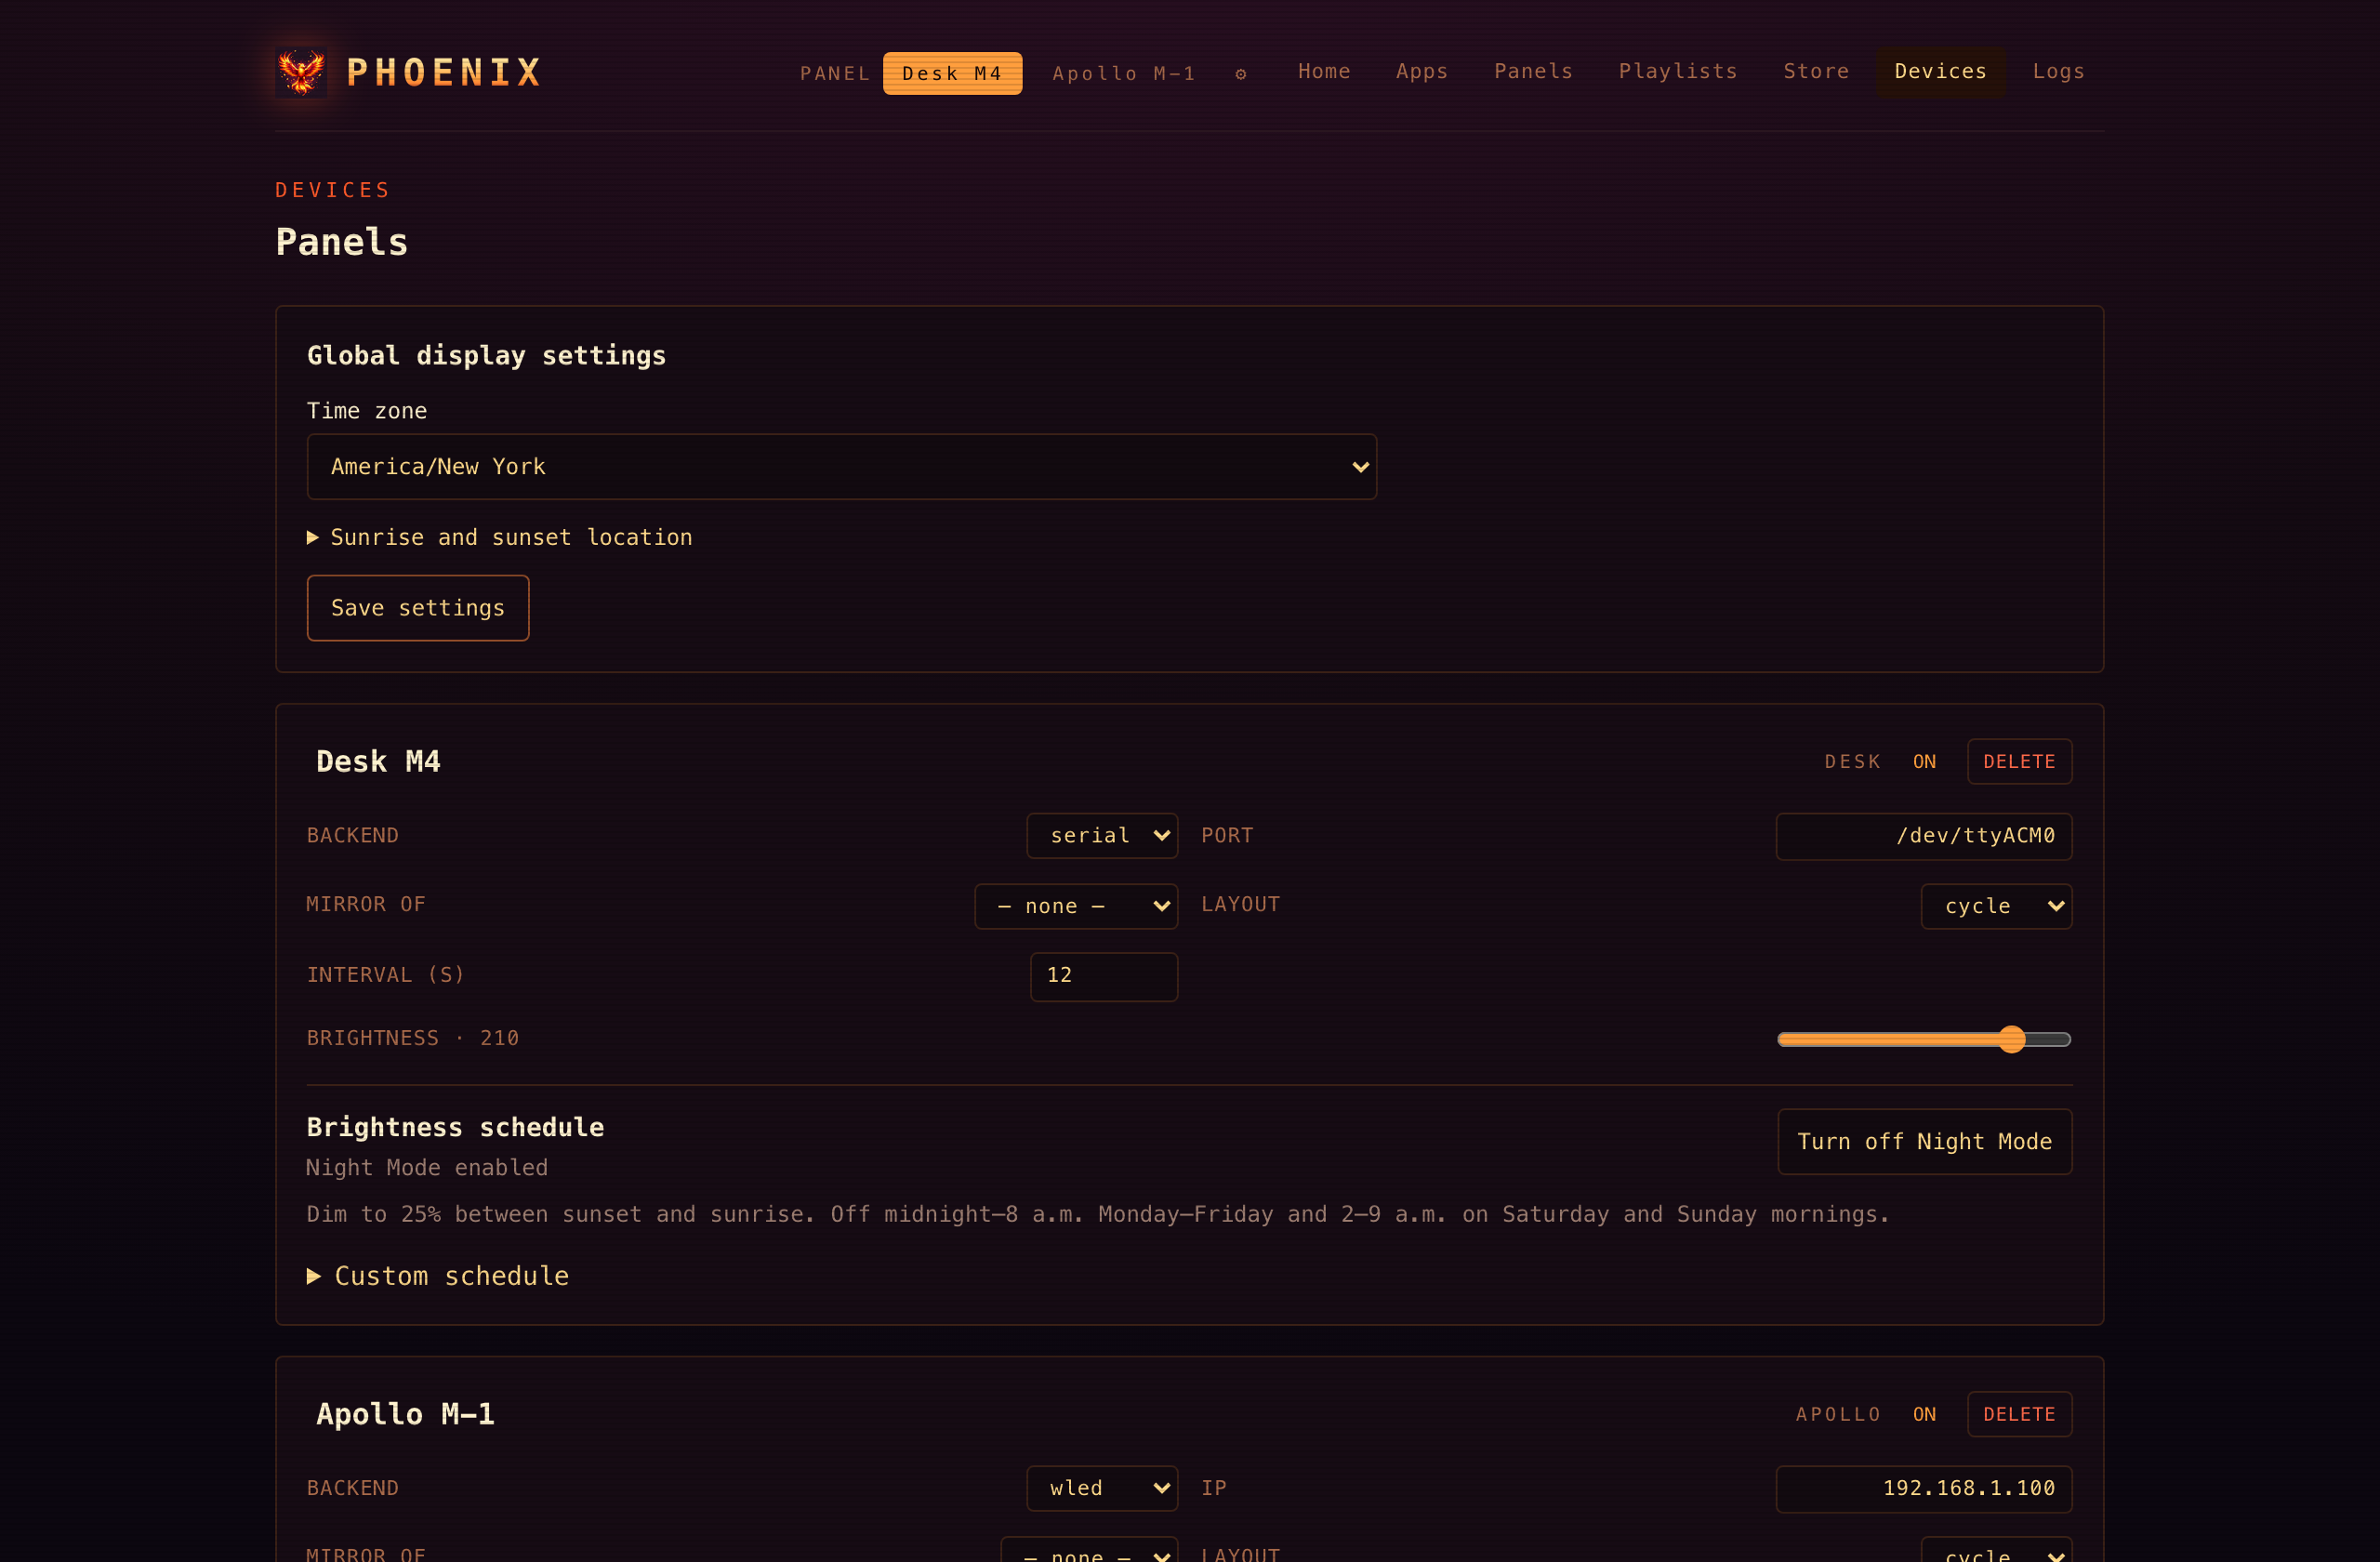 PHOENIX
PANEL Desk M4 Apollo M—1 ⚙ Home Apps Panels Playlists Store Devices Logs
DEVICES
Panels
Global display settings
Time zone
America/New York
▶ Sunrise and sunset location
Save settings
Desk M4 DESK ON DELETE
BACKEND serial PORT /dev/ttyACM0
MIRROR OF — none — LAYOUT cycle
INTERVAL (S) 12
BRIGHTNESS · 210
Brightness schedule
Turn off Night Mode
Night Mode enabled
Dim to 25% between sunset and sunrise. Off midnight–8 a.m. Monday–Friday and 2–9 a.m. on Saturday and Sunday mornings.
▶ Custom schedule
Apollo M—1 APOLLO ON DELETE
BACKEND wled IP 192.168.1.100
MIRROR OF — none — LAYOUT cycle